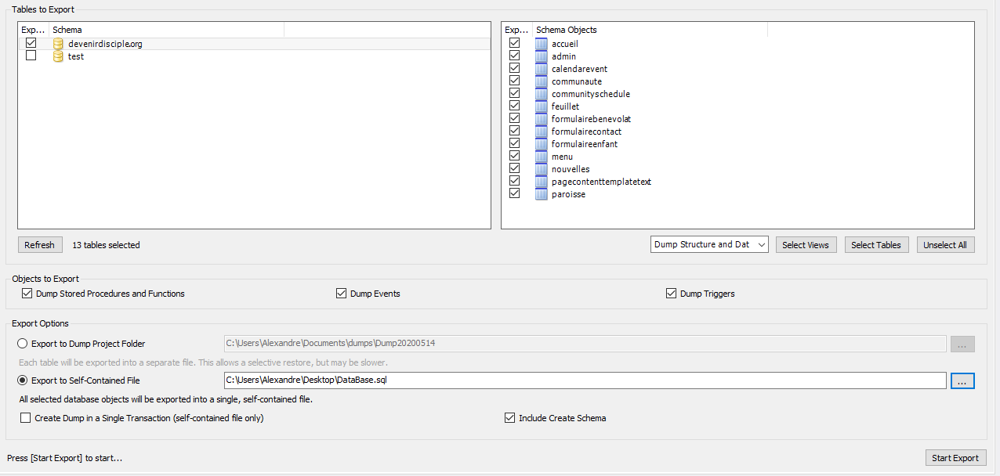 Tables to Export
Exp... Schema
devenirdisciple.org
test
Exp... Schema Objects
accueil
admin
calendarevent
communaute
communityschedule
feuillet
formulairebenevolat
formulairecontact
formulaireenfant
menu
nouvelles
pagecontenttemplatetext
paroisse
Refresh 13 tables selected Dump Structure and Dat Select Views Select Tables Unselect All
Objects to Export
Dump Stored Procedures and Functions Dump Events Dump Triggers
Export Options
Export to Dump Project Folder C:\Users\Alexandre\Documents\dumps\Dump20200514 ...
Each table will be exported into a separate file. This allows a selective restore, but may be slower.
Export to Self-Contained File C:\Users\Alexandre\Desktop\DataBase.sql ...
All selected database objects will be exported into a single, self-contained file.
Create Dump in a Single Transaction (self-contained file only) Include Create Schema
Press [Start Export] to start... Start Export